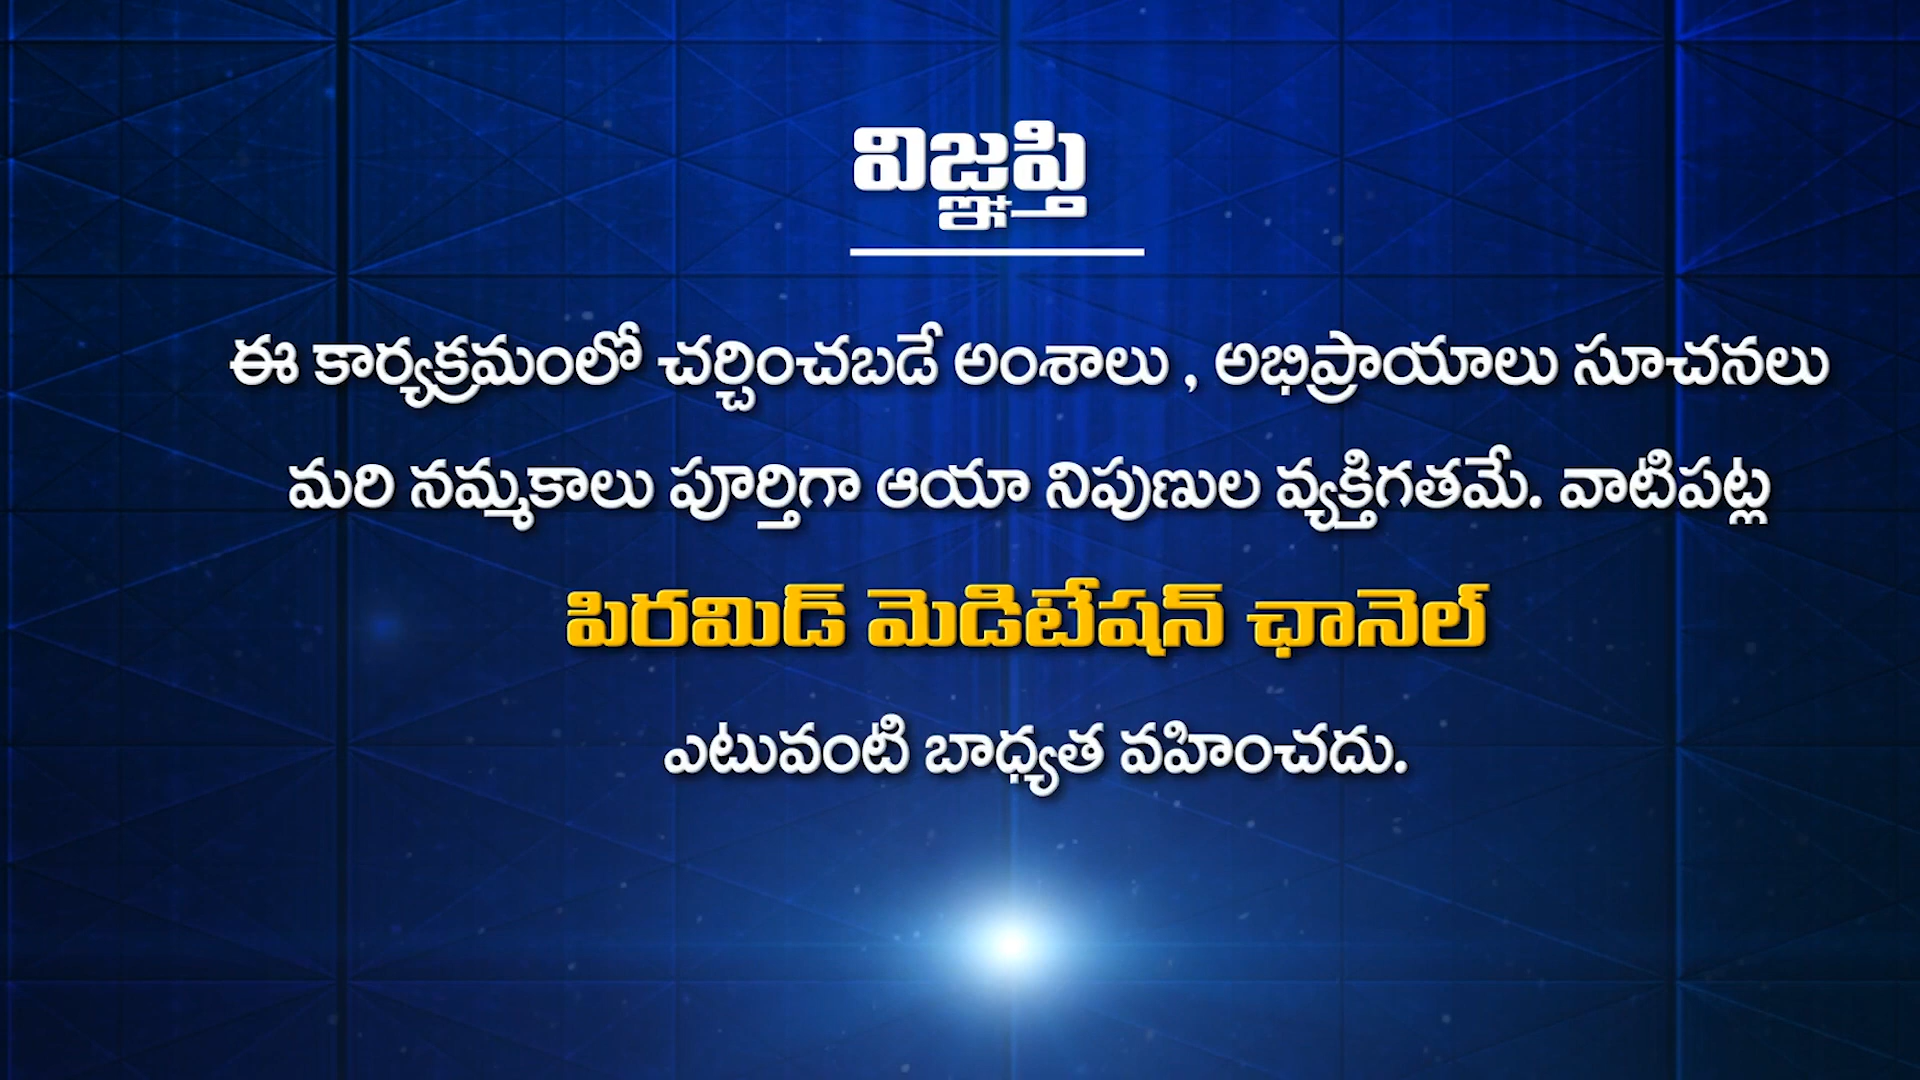 విజ్ఞప్తి
ఈ కార్యక్రమంలో చర్చించబడే అంశాలు , అభిప్రాయాలు సూచనలు
మరి నమ్మకాలు పూర్తిగా ఆయా నిపుణుల వ్యక్తిగతమే. వాటిపట్ల
పిరమిడ్ మెడిటేషన్ ఛానెల్
ఎటువంటి బాధ్యత వహించదు.